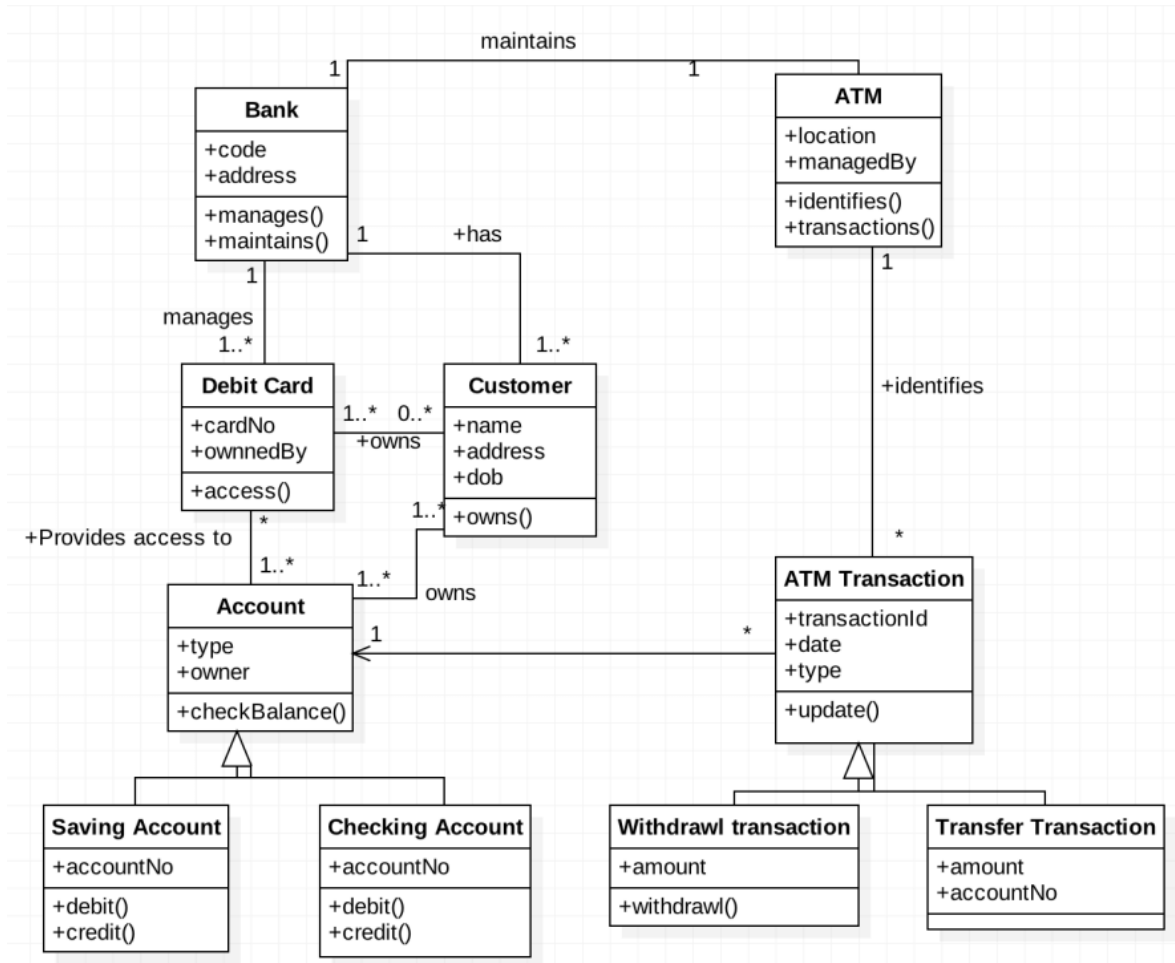 maintains
1
1
Bank
+code
+address
+manages()
+maintains()
ATM
+location
+managedBy
+identifies()
+transactions()
1
+has
1
manages
1..*
1..*
1
+identifies
Debit Card
+cardNo
+ownnedBy
+access()
1..*
0..*
+owns
Customer
+name
+address
+dob
+owns()
*
+Provides access to
1..*
1..*
1..*
owns
Account
+type
+owner
+checkBalance()
1
*
*
ATM Transaction
+transactionId
+date
+type
+update()
Saving Account
+accountNo
+debit()
+credit()
Checking Account
+accountNo
+debit()
+credit()
Withdrawl transaction
+amount
+withdrawl()
Transfer Transaction
+amount
+accountNo